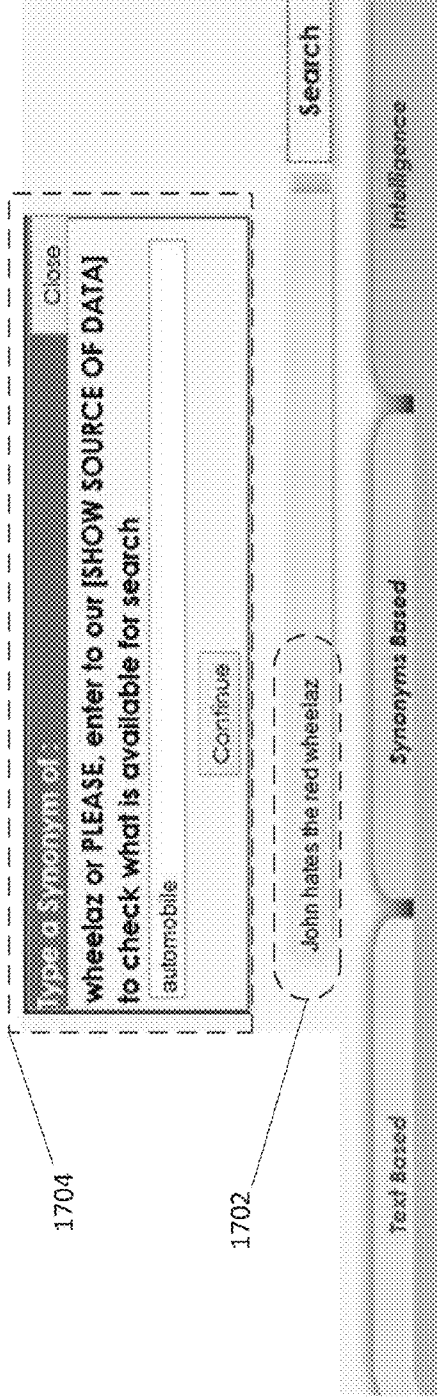 1704
Type a Synonym of
Close
wheelaz or PLEASE, enter to our [SHOW SOURCE OF DATA]
to check what is available for search
automobile
Continue
1702
John hates the red wheelaz
Search
Text Based
Synonyms Based
Intelligence